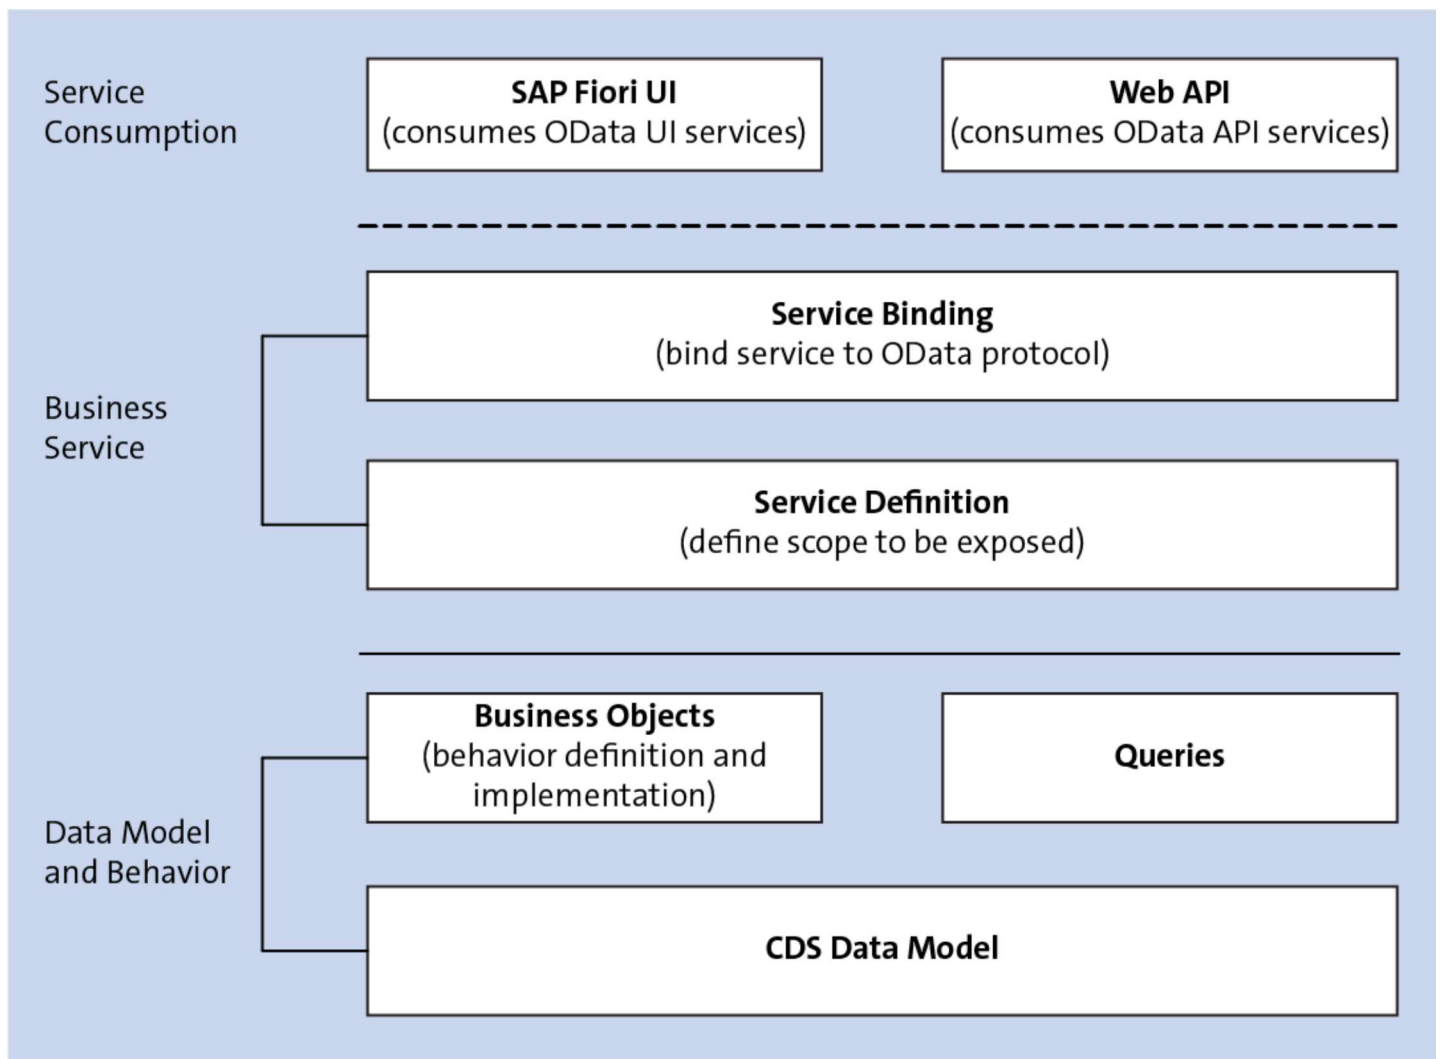 Service
Consumption
SAP Fiori UI
(consumes OData UI services)
Web API
(consumes OData API services)
Business
Service
Service Binding
(bind service to OData protocol)
Service Definition
(define scope to be exposed)
Data Model
and Behavior
Business Objects
(behavior definition and
implementation)
Queries
CDS Data Model